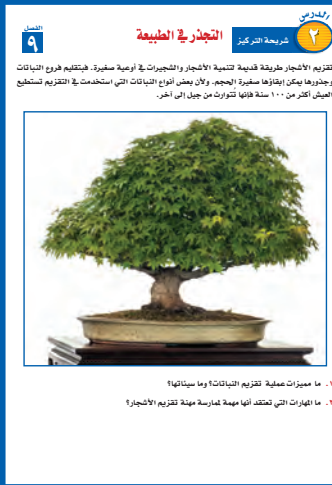 الدرس
٢
شريحة التركيز
التجذر في الطبيعة
الفصل
٩
تقزيم الأشجار طريقة قديمة لتنمية الأشجار والشجيرات في أوعية صغيرة. فبتقليم فروع النباتات
وجذورها يمكن إبقاؤها صغيرة الحجم. ولأن بعض أنواع النباتات التي استخدمت في التقزيم تستطيع
العيش أكثر من ١٠٠ سنة فإنها تُتوارث من جيل إلى آخر.
١. ما مميزات عملية تقزيم النباتات؟ وما سيئاتها؟
٢. ما المهارات التي تعتقد أنها مهمة لممارسة مهنة تقزيم الأشجار؟